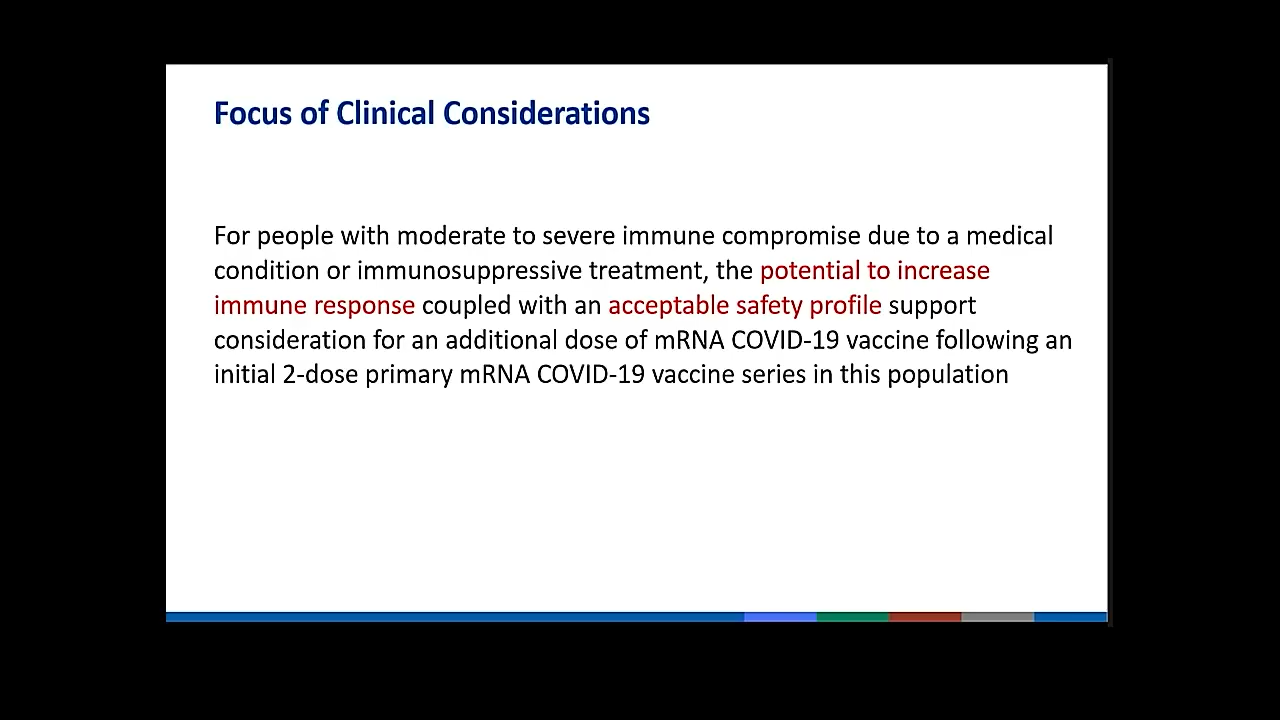 Focus of Clinical Considerations
For people with moderate to severe immune compromise due to a medical
condition or immunosuppressive treatment, the potential to increase
immune response coupled with an acceptable safety profile support
consideration for an additional dose of mRNA COVID-19 vaccine following an
initial 2-dose primary mRNA COVID-19 vaccine series in this population